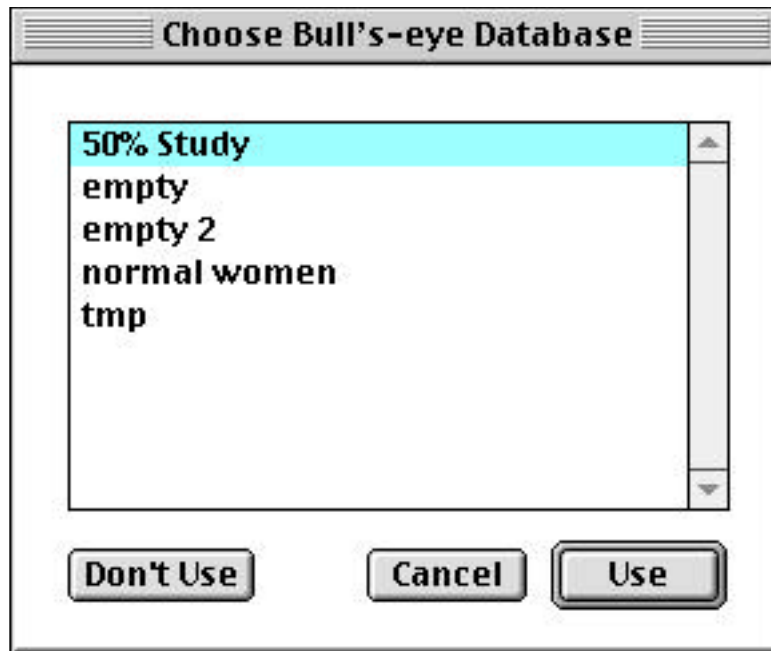 Choose Bull's-eye Database
50% Study
empty
empty 2
normal women
tmp
Don't Use Cancel Use